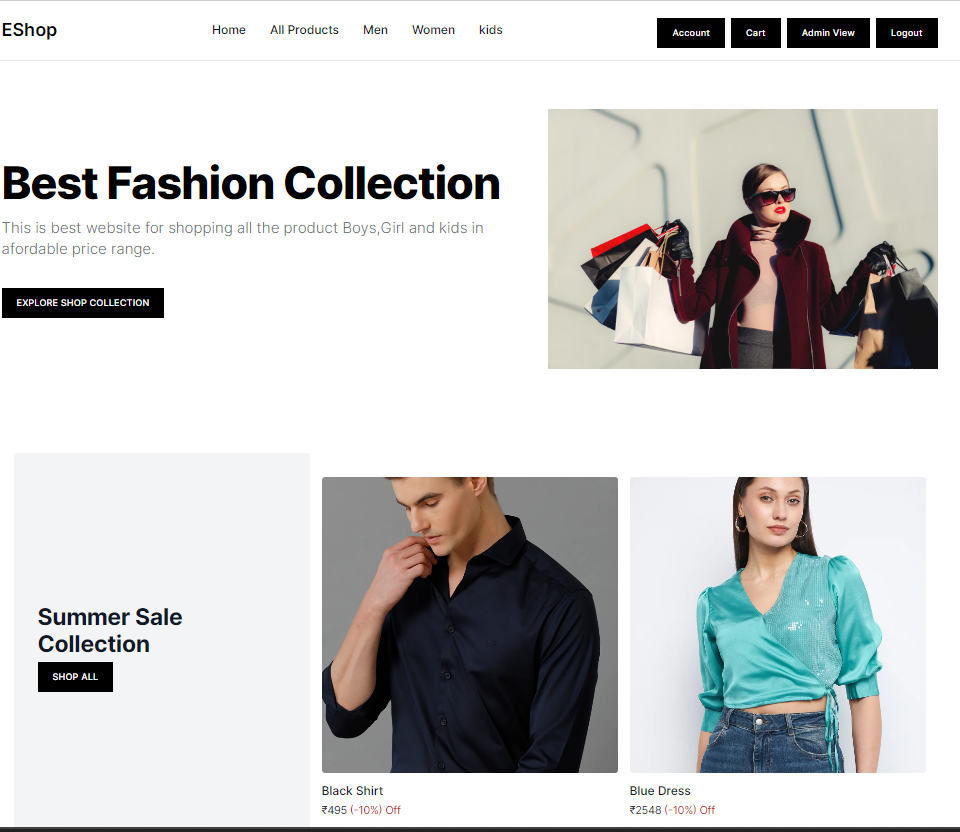 EShop
Home All Products Men Women kids
Account Cart Admin View Logout
Best Fashion Collection
This is best website for shopping all the product Boys,Girl and kids in
afordable price range.
EXPLORE SHOP COLLECTION
Summer Sale
Collection
SHOP ALL
Black Shirt
₹495 (-10%) Off
Blue Dress
₹2548 (-10%) Off